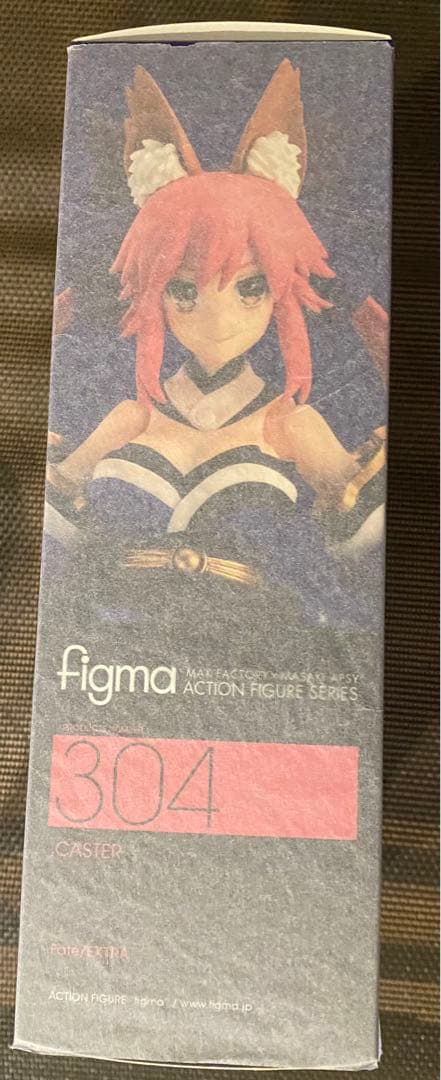 figma
MAX FACTORY × MASAKI APSY
ACTION FIGURE SERIES
304
CASTER
Fate/EXTRA
ACTION FIGURE "figma" / www.figma.jp